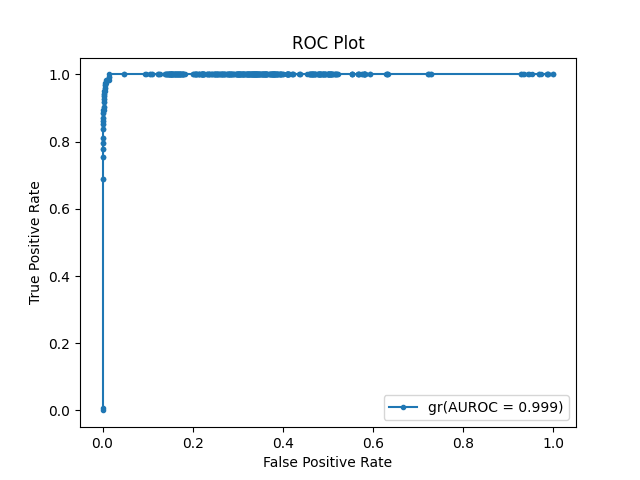 ROC Plot
True Positive Rate
1.0
0.8
0.6
0.4
0.2
0.0
gr(AUROC = 0.999)
0.0 0.2 0.4 0.6 0.8 1.0
False Positive Rate